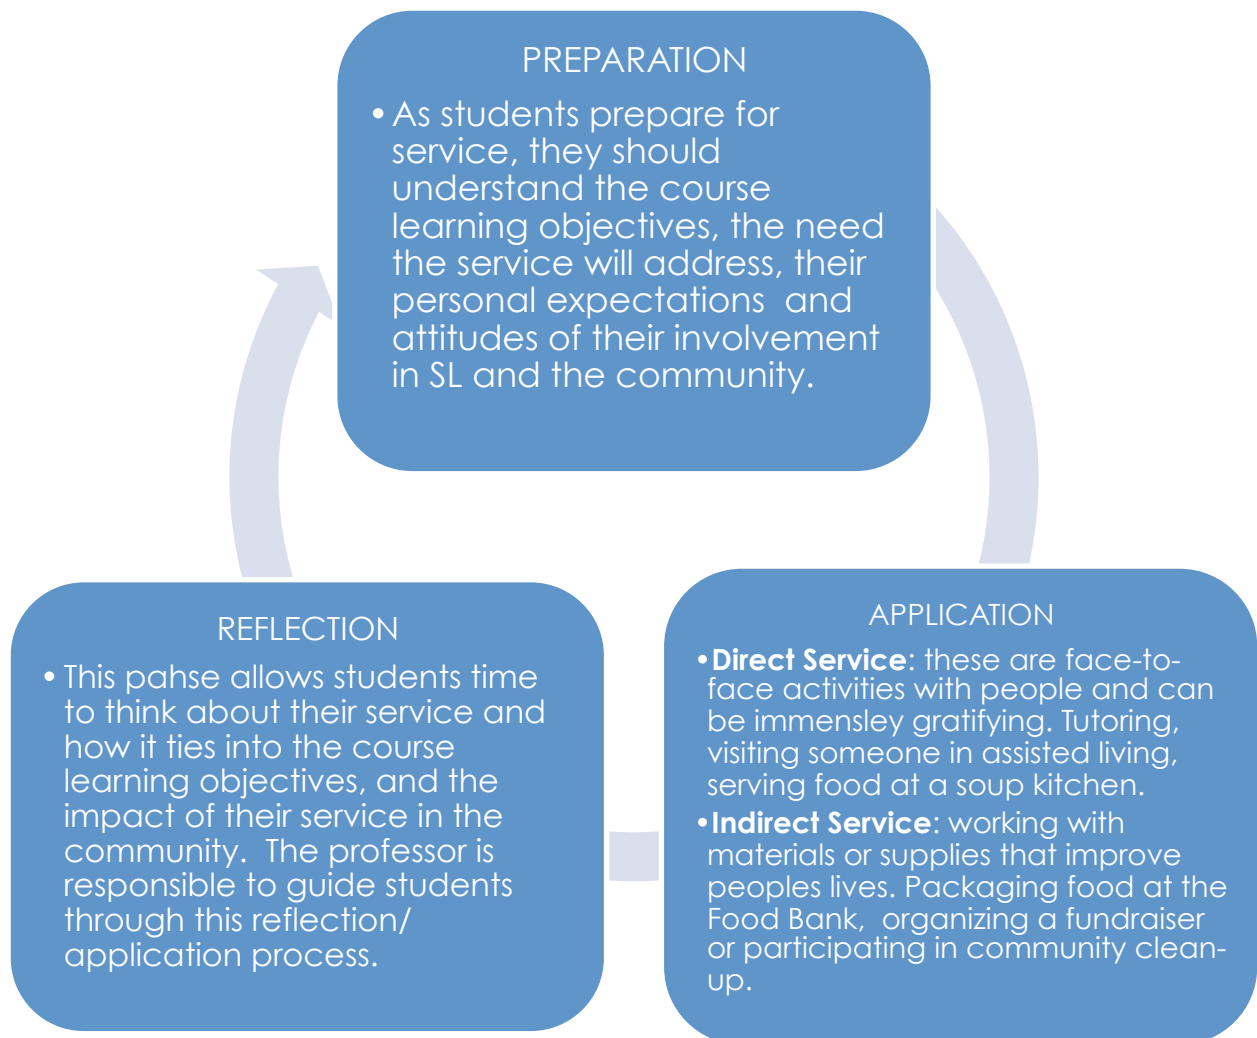 PREPARATION
• As students prepare for
service, they should
understand the course
learning objectives, the need
the service will address, their
personal expectations  and
attitudes of their involvement
in SL and the community.
APPLICATION
•Direct Service: these are face-to-
face activities with people and can
be immensley gratifying. Tutoring,
visiting someone in assisted living,
serving food at a soup kitchen.
•Indirect Service: working with
materials or supplies that improve
peoples lives. Packaging food at the
Food Bank,  organizing a fundraiser
or participating in community clean-
up.
REFLECTION
• This pahse allows students time
to think about their service and
how it ties into the course
learning objectives, and the
impact of their service in the
community.  The professor is
responsible to guide students
through this reflection/
application process.